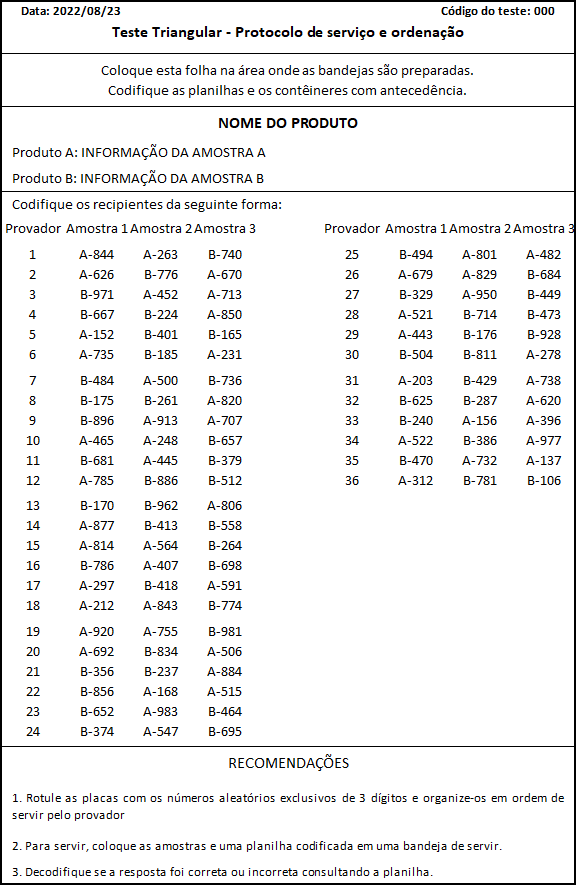 Data: 2022/08/23 Código do teste: 000
Teste Triangular - Protocolo de serviço e ordenação
Coloque esta folha na área onde as bandejas são preparadas.
Codifique as planilhas e os contêineres com antecedência.
NOME DO PRODUTO
Produto A: INFORMAÇÃO DA AMOSTRA A
Produto B: INFORMAÇÃO DA AMOSTRA B
Codifique os recipientes da seguinte forma:
Provador Amostra 1 Amostra 2 Amostra 3 Provador Amostra 1 Amostra 2 Amostra 3
1 A-844 A-263 B-740 25 B-494 A-801 A-482
2 A-626 B-776 A-670 26 A-679 A-829 B-684
3 B-971 A-452 A-713 27 B-329 A-950 B-449
4 B-667 B-224 A-850 28 A-521 B-714 B-473
5 A-152 B-401 B-165 29 A-443 B-176 B-928
6 A-735 B-185 A-231 30 B-504 B-811 A-278
7 B-484 A-500 B-736 31 A-203 B-429 A-738
8 B-175 B-261 A-820 32 B-625 B-287 A-620
9 B-896 A-913 A-707 33 B-240 A-156 A-396
10 A-465 A-248 B-657 34 A-522 B-386 A-977
11 B-681 A-445 B-379 35 B-470 A-732 A-137
12 A-785 B-886 B-512 36 A-312 B-781 B-106
13 B-170 B-962 A-806
14 A-877 B-413 B-558
15 A-814 A-564 B-264
16 B-786 A-407 B-698
17 A-297 B-418 A-591
18 A-212 A-843 B-774
19 A-920 A-755 B-981
20 A-692 B-834 A-506
21 B-356 B-237 A-884
22 B-856 A-168 A-515
23 B-652 A-983 B-464
24 B-374 A-547 B-695
RECOMENDAÇÕES
1. Rotule as placas com os números aleatórios exclusivos de 3 dígitos e organize-os em ordem de
servir pelo provador
2. Para servir, coloque as amostras e uma planilha codificada em uma bandeja de servir.
3. Decodifique se a resposta foi correta ou incorreta consultando a planilha.